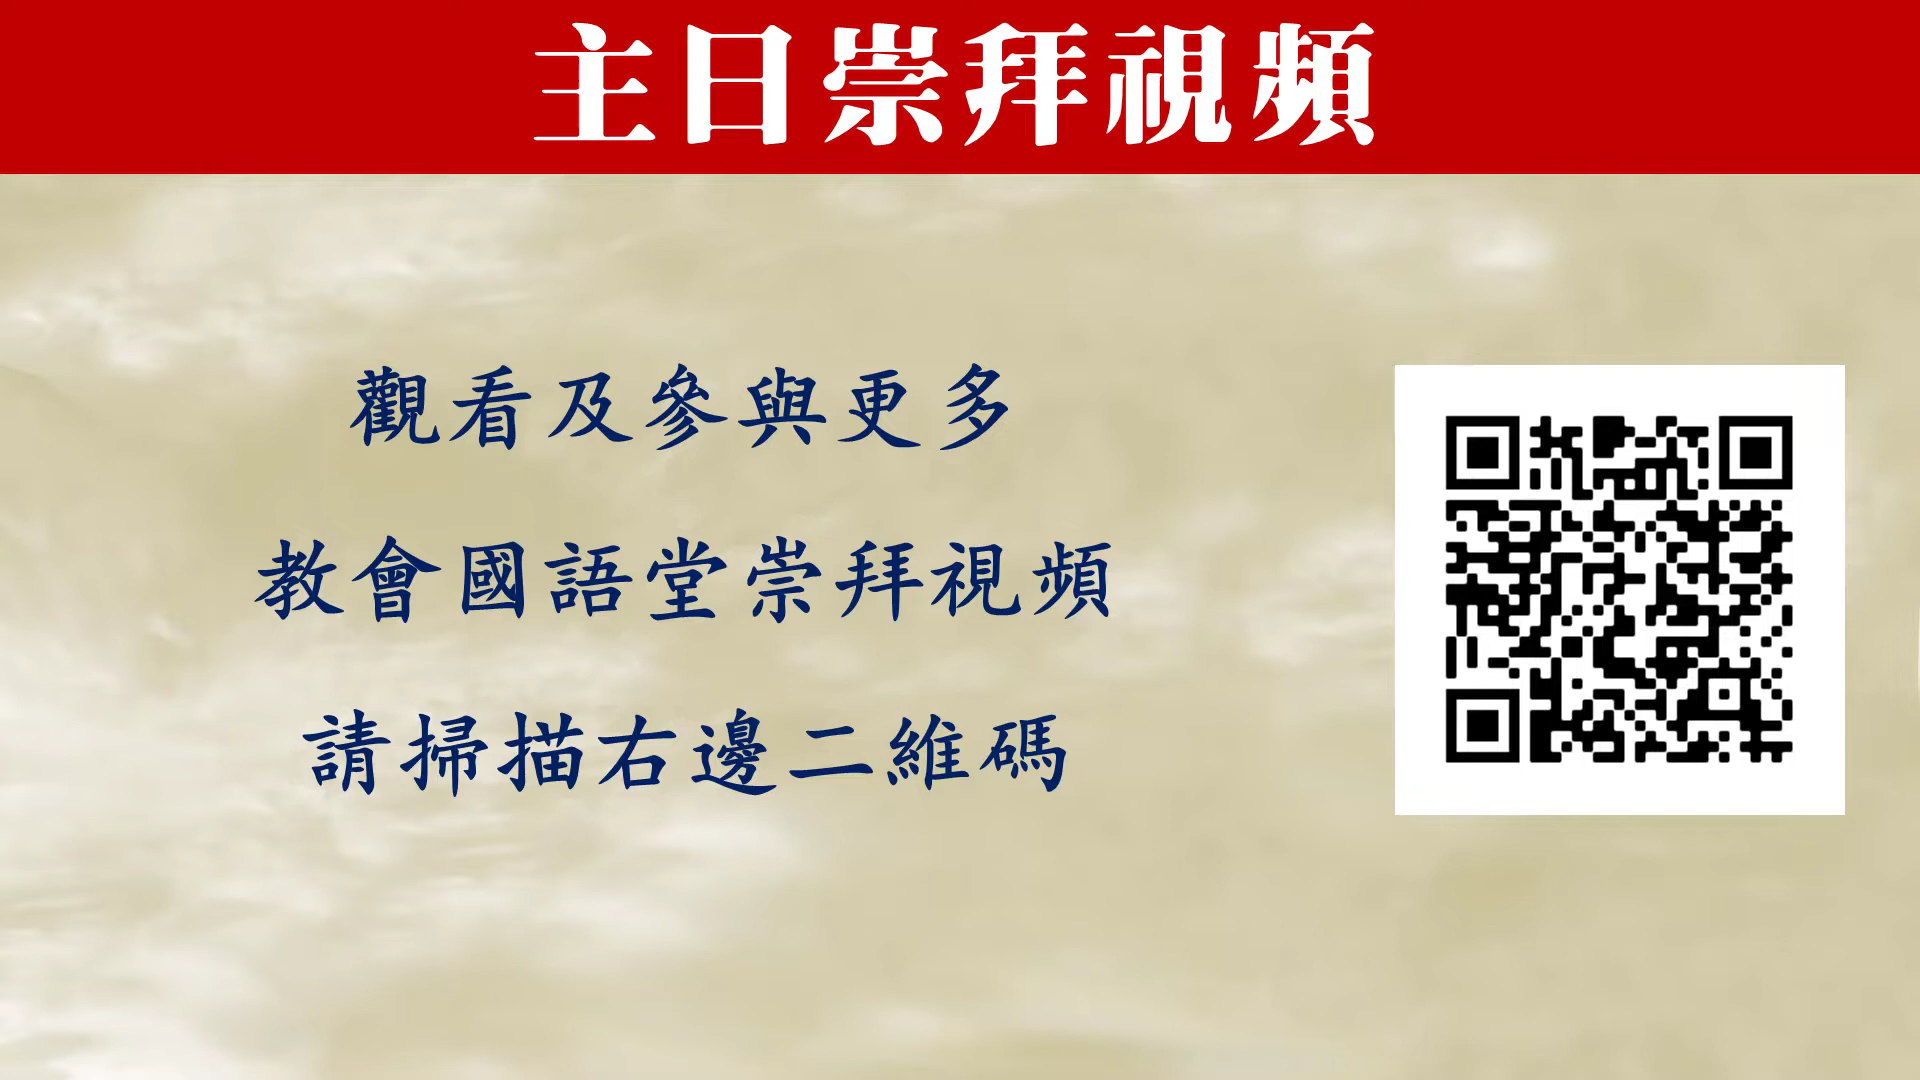 主日崇拜視頻
觀看及參與更多
教會國語堂崇拜視頻
請掃描右邊二維碼